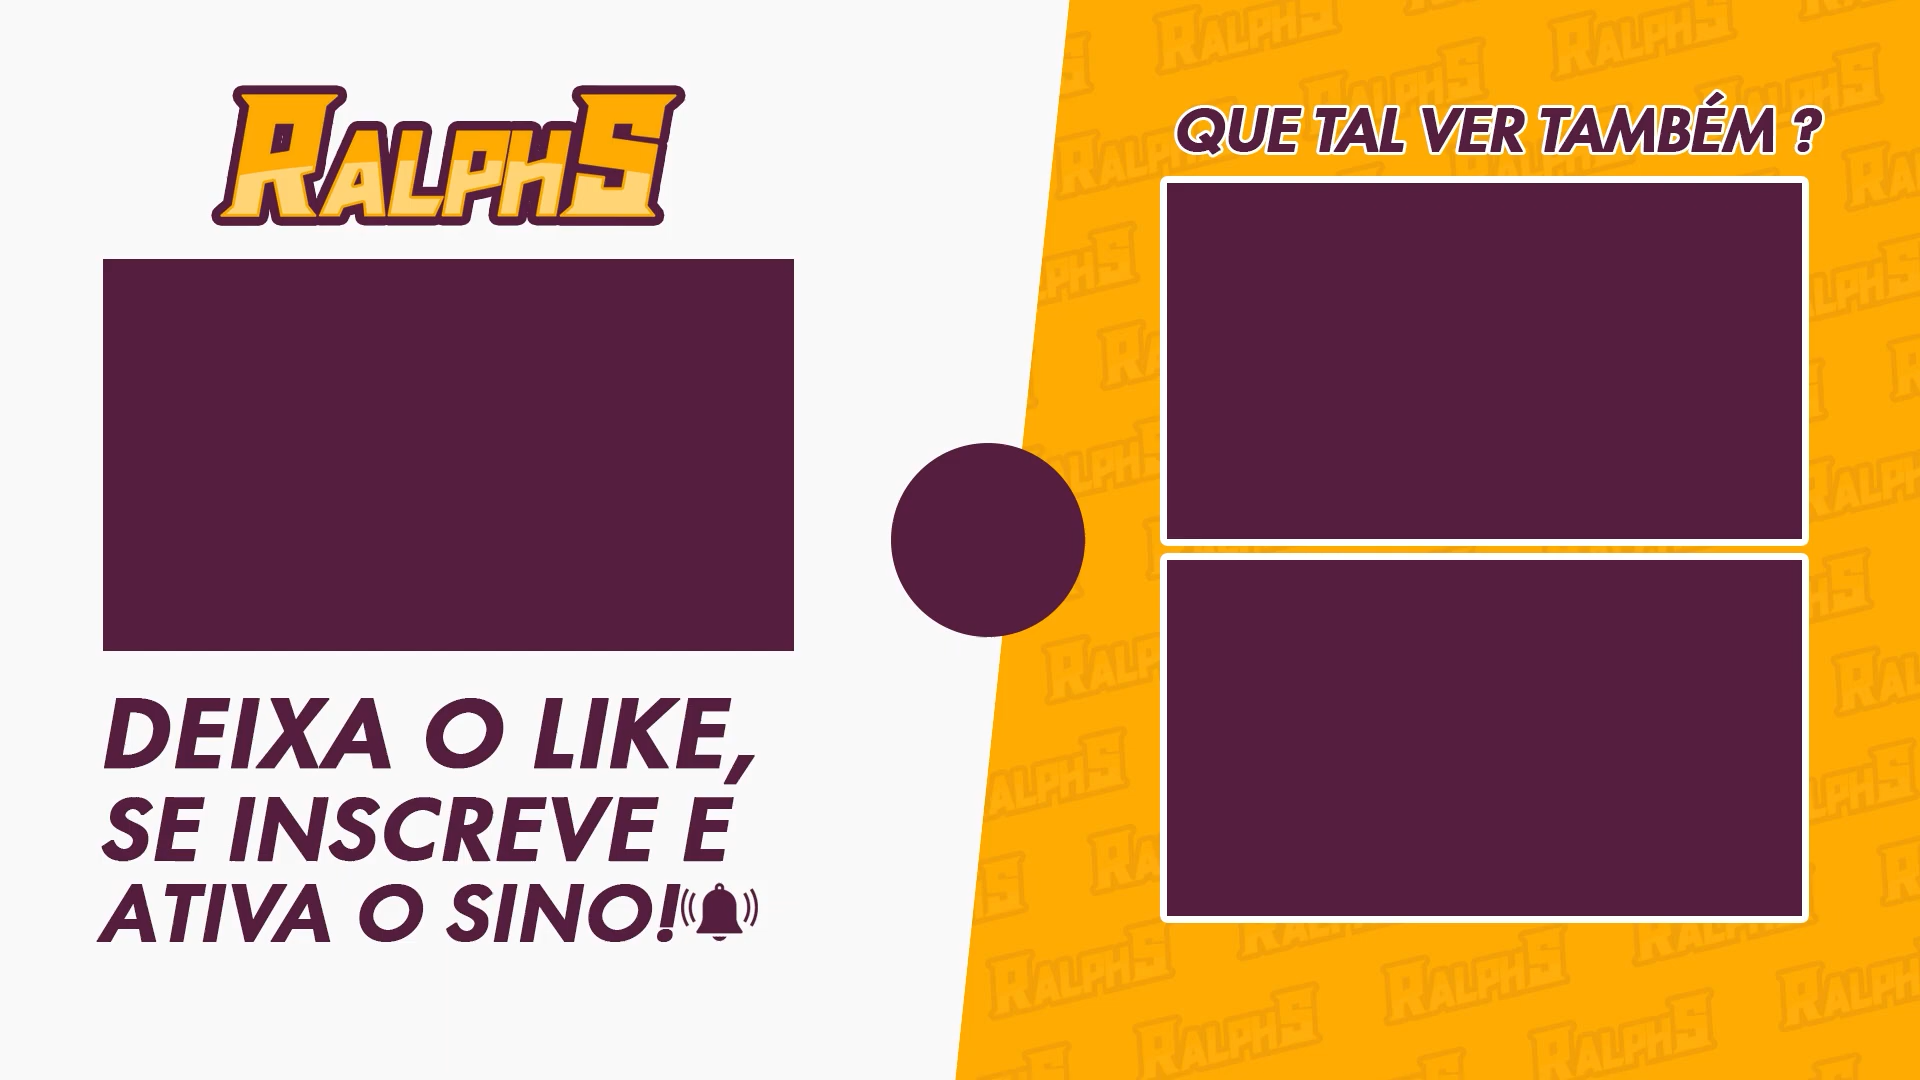 RALPHS
DEIXA O LIKE,
SE INSCREVE E
ATIVA O SINO!
QUE TAL VER TAMBÉM ?